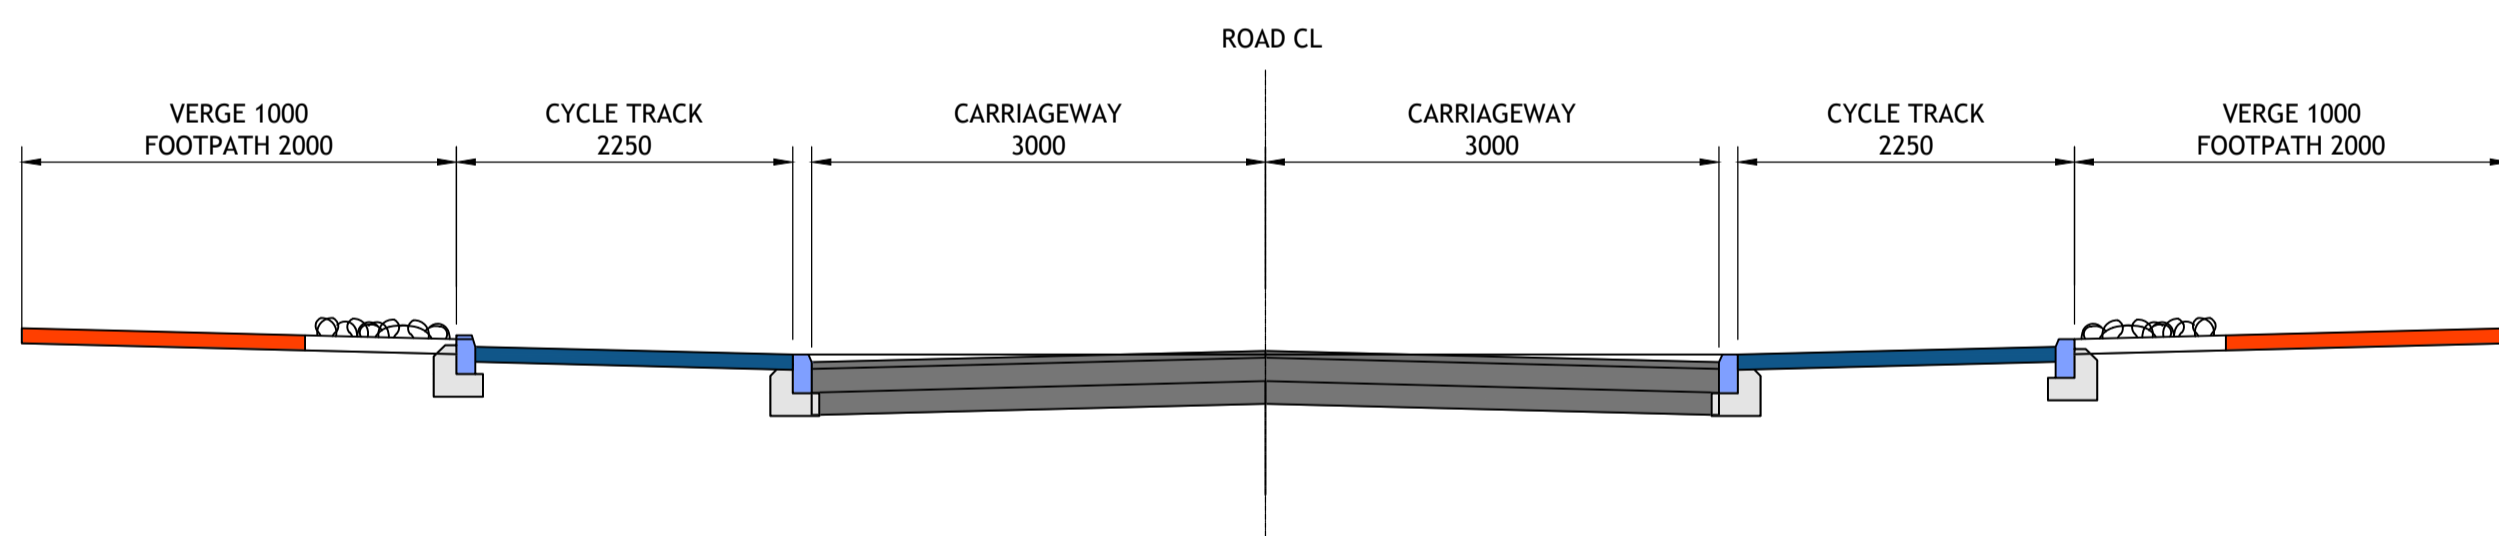 ROAD CL
VERGE 1000
FOOTPATH 2000
CYCLE TRACK
2250
CARRIAGEWAY
3000
CARRIAGEWAY
3000
CYCLE TRACK
2250
VERGE 1000
FOOTPATH 2000